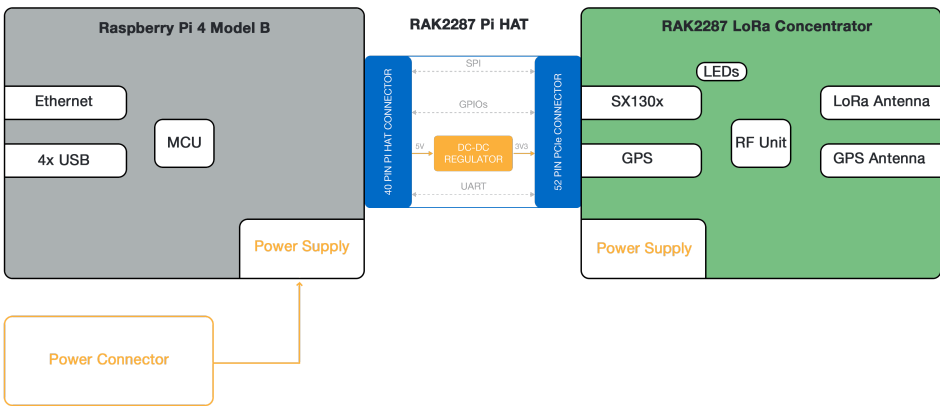 Raspberry Pi 4 Model B
Ethernet
4x USB
MCU
Power Supply
Power Connector
RAK2287 Pi HAT
40 PIN PI HAT CONNECTOR
SPI
GPIOs
5V
DC-DC
REGULATOR
3V3
UART
52 PIN PCIe CONNECTOR
RAK2287 LoRa Concentrator
LEDs
SX130x
GPS
RF Unit
LoRa Antenna
GPS Antenna
Power Supply